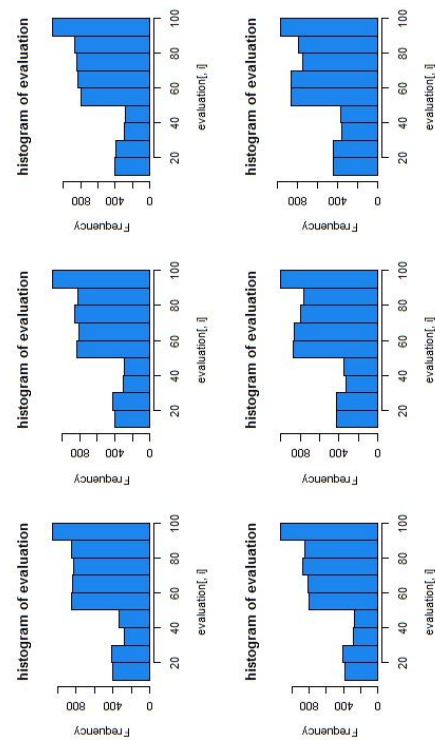 histogram of evaluation
Frequency
0 400 800
20 40 60 80 100
evaluation[, i]
histogram of evaluation
Frequency
0 400 800
20 40 60 80 100
evaluation[, i]
histogram of evaluation
Frequency
0 400 800
20 40 60 80 100
evaluation[, i]
histogram of evaluation
Frequency
0 400 800
20 40 60 80 100
evaluation[, i]
histogram of evaluation
Frequency
0 400 800
20 40 60 80 100
evaluation[, i]
histogram of evaluation
Frequency
0 400 800
20 40 60 80 100
evaluation[, i]